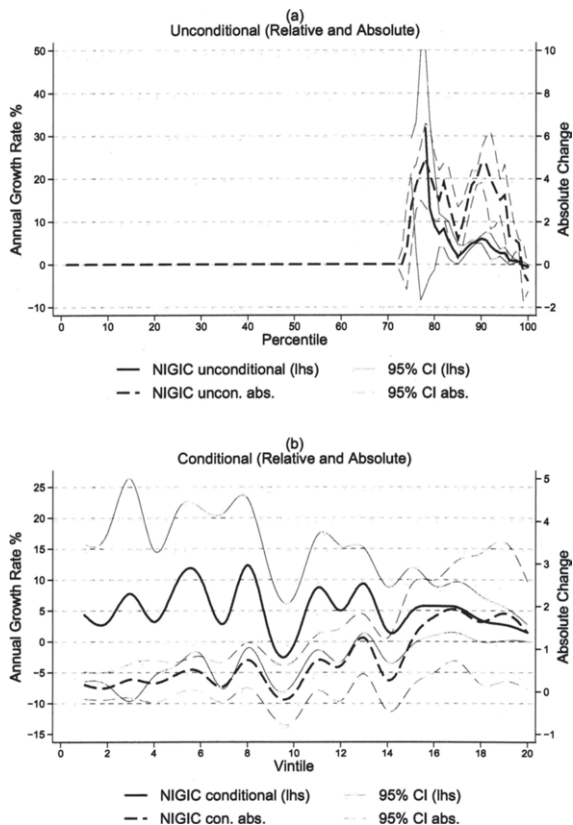 (a)
Unconditional (Relative and Absolute)
Annual Growth Rate %
50
40
30
20
10
0
−10
10
8
6
4
2
0
−2
Absolute Change
0 10 20 30 40 50 60 70 80 90 100
Percentile
NIGIC unconditional (lhs) 95% CI (lhs)
NIGIC uncon. abs. 95% CI abs.
(b)
Conditional (Relative and Absolute)
Annual Growth Rate %
25
20
15
10
5
0
−5
−10
−15
5
4
3
2
1
0
−1
Absolute Change
0 2 4 6 8 10 12 14 16 18 20
Vintile
NIGIC conditional (lhs) 95% CI (lhs)
NIGIC con. abs. 95% CI abs.